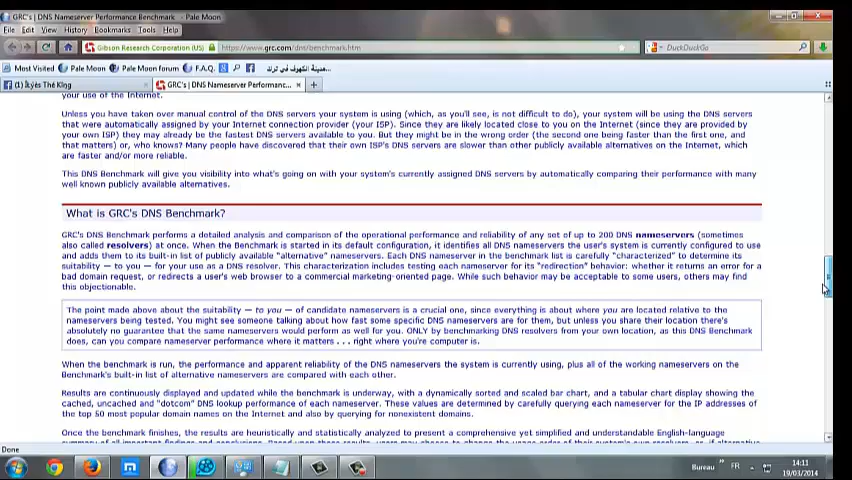 GRC's | DNS Nameserver Performance Benchmark - Pale Moon
File Edit View History Bookmarks Tools Help
Gibson Research Corporation (US) https://www.grc.com/dns/benchmark.htm DuckDuckGo
Most Visited Pale Moon Pale Moon forum F.A.Q. مدينة الكهوف في ترك...
GRC's | DNS Nameserver Performanc...
your use of the Internet.
Unless you have taken over manual control of the DNS servers your system is using (which, as you'll see, is not difficult to do), your system will be using the DNS servers
that were automatically assigned by your Internet connection provider (your ISP). Since they are likely located close to you on the Internet (since they are provided by
your own ISP) they may already be the fastest DNS servers available to you. But they might be in the wrong order (the second one being faster than the first one, and
that matters) or, who knows? Many people have discovered that their own ISP's DNS servers are slower than other publicly available alternatives on the Internet, which
are faster and/or more reliable.
This DNS Benchmark will give you visibility into what's going on with your system's currently assigned DNS servers by automatically comparing their performance with many
well known publicly available alternatives.
What is GRC's DNS Benchmark?
GRC's DNS Benchmark performs a detailed analysis and comparison of the operational performance and reliability of any set of up to 200 DNS nameservers (sometimes
also called resolvers) at once. When the Benchmark is started in its default configuration, it identifies all DNS nameservers the user's system is currently configured to use
and adds them to its built-in list of publicly available "alternative" nameservers. Each DNS nameserver in the benchmark list is carefully "characterized" to determine its
suitability — to you — for your use as a DNS resolver. This characterization includes testing each nameserver for its "redirection" behavior: whether it returns an error for a
bad domain request, or redirects a user's web browser to a commercial marketing-oriented page. While such behavior may be acceptable to some users, others may find
this objectionable.
The point made above about the suitability — to you — of candidate nameservers is a crucial one, since everything is about where you are located relative to the
nameservers being tested. You might see someone talking about how fast some specific DNS nameservers are for them, but unless you share their location there's
absolutely no guarantee that the same nameservers would perform as well for you. ONLY by benchmarking DNS resolvers from your own location, as this DNS Benchmark
does, can you compare nameserver performance where it matters . . . right where you're computer is.
When the benchmark is run, the performance and apparent reliability of the DNS nameservers the system is currently using, plus all of the working nameservers on the
Benchmark's built-in list of alternative nameservers are compared with each other.
Results are continuously displayed and updated while the benchmark is underway, with a dynamically sorted and scaled bar chart, and a tabular chart display showing the
cached, uncached and "dotcom" DNS lookup performance of each nameserver. These values are determined by carefully querying each nameserver for the IP addresses of
the top 50 most popular domain names on the Internet and also by querying for nonexistent domains.
Once the benchmark finishes, the results are heuristically and statistically analyzed to present a comprehensive yet simplified and understandable English-language
Done
Bureau FR 14:11
19/03/2014